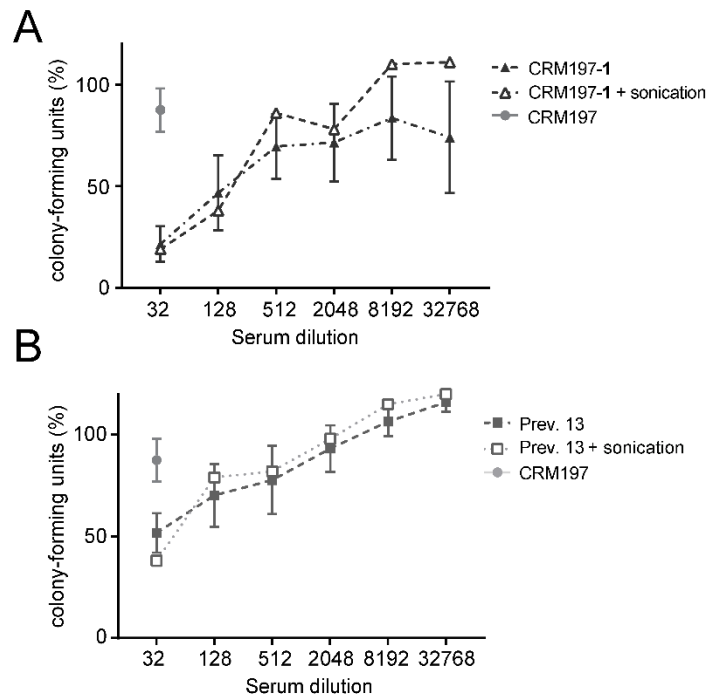 A
colony-forming units (%)
100
50
0
32 128 512 2048 8192 32768
Serum dilution
CRM197-1
CRM197-1 + sonication
CRM197
B
colony-forming units (%)
100
50
0
32 128 512 2048 8192 32768
Serum dilution
Prev. 13
Prev. 13 + sonication
CRM197